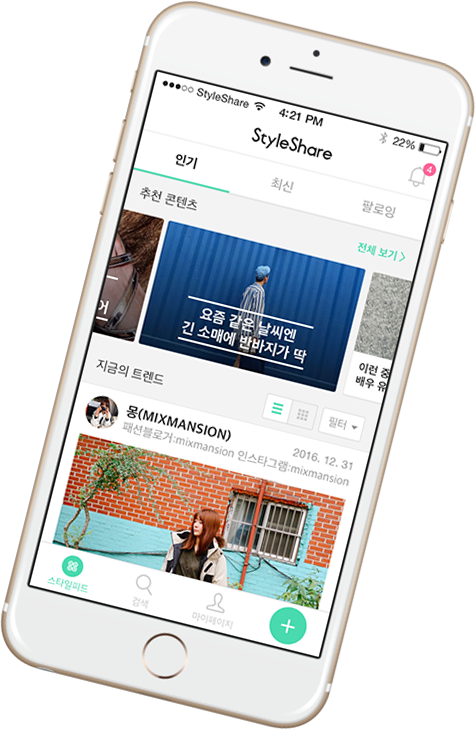 StyleShare
4:21 PM
22%
StyleShare
4
인기
최신
팔로잉
추천 콘텐츠
전체 보기 >
어
요즘 같은 날씨엔
긴 소매에 반바지가 딱
이런 중
배우 유
지금의 트렌드
필터
몽(MIXMANSION)
2016. 12. 31
패션블로거:mixmansion 인스타그램:mixmansion
스타일피드
검색
마이페이지